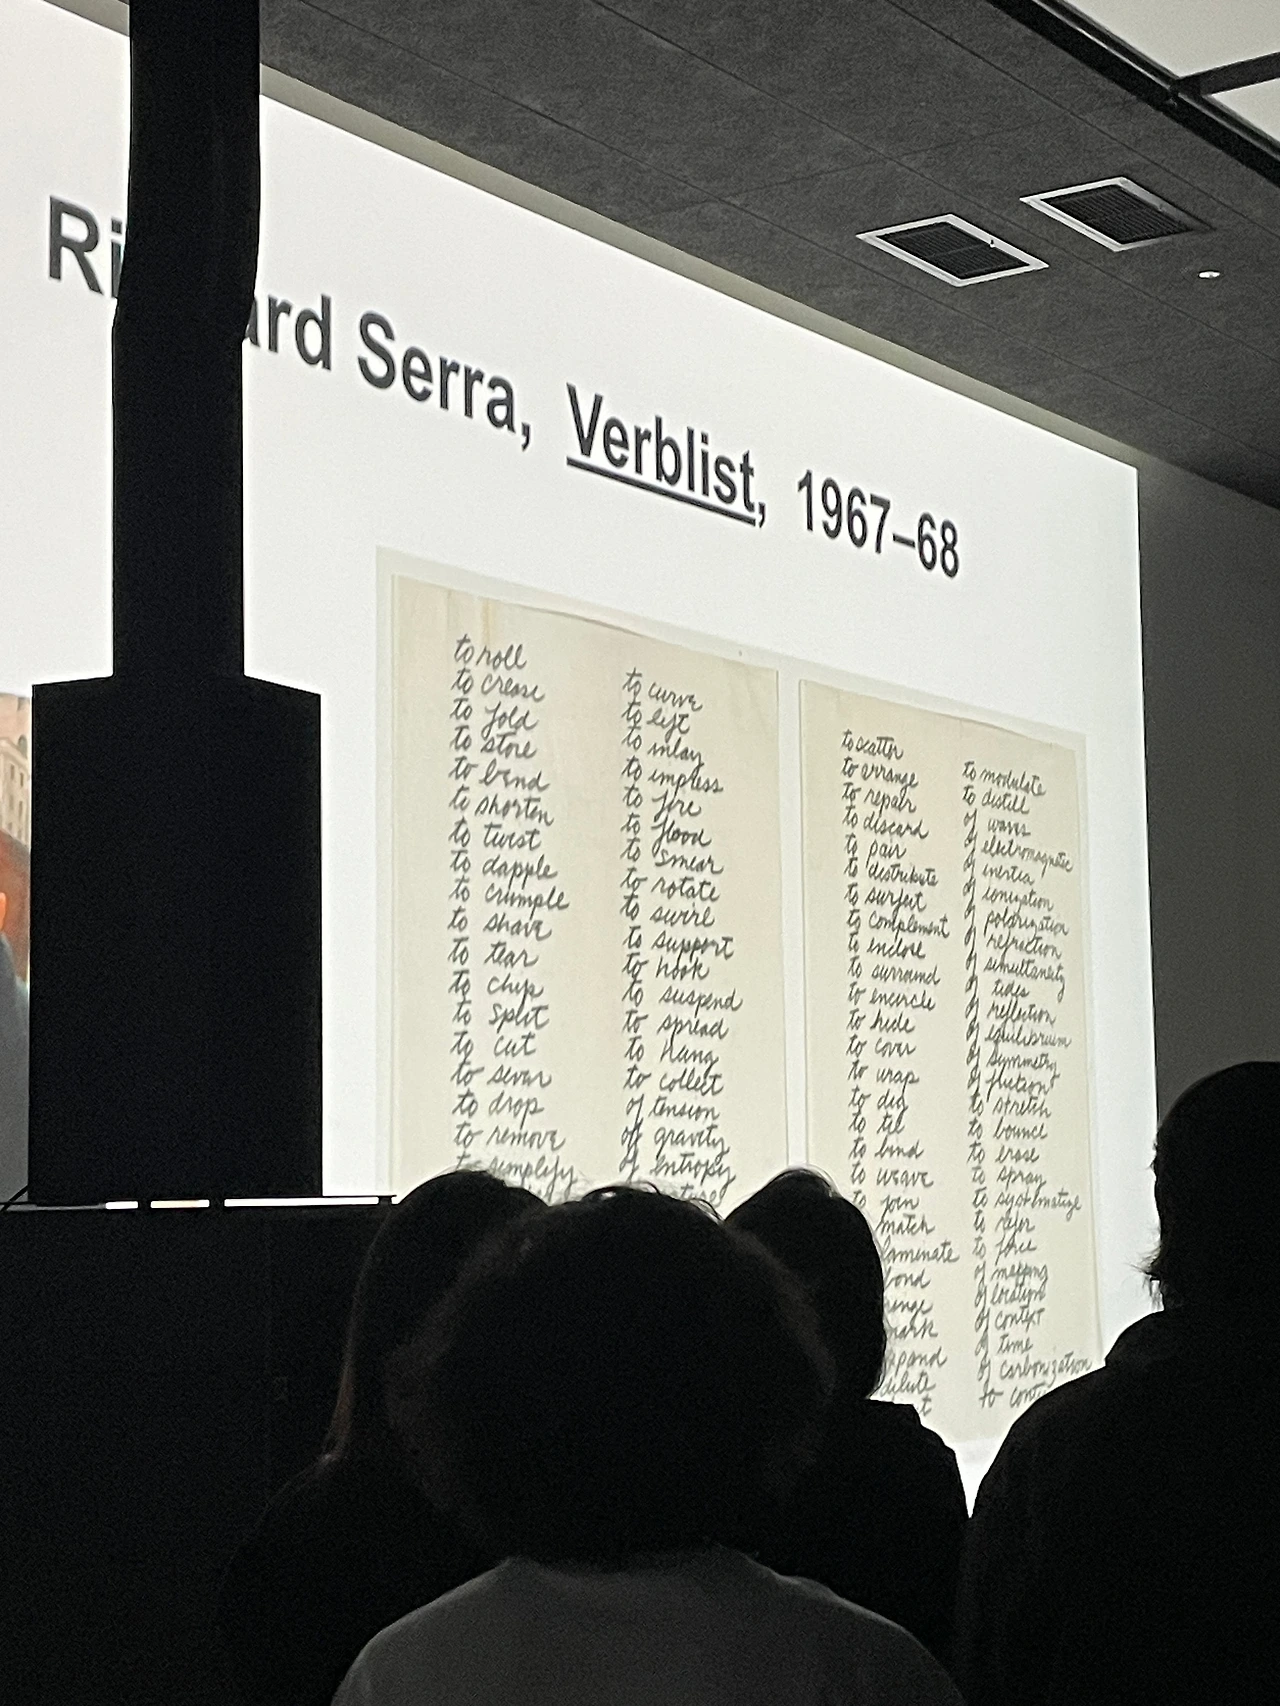 Ri ard Serra, Verblist, 1967–68
to roll
to crease
to fold
to store
to bend
to shorten
to twist
to dapple
to crumple
to shave
to tear
to chip
to split
to cut
to sever
to drop
to remove
to simplify
to curve
to lift
to inlay
to impress
to fire
to flood
to smear
to rotate
to swirl
to support
to hook
to suspend
to spread
to hang
to collect
of tension
of gravity
of entropy
to scatter
to arrange
to repair
to discard
to pair
to distribute
to surfeit
to complement
to enclose
to surround
to encircle
to hide
to cover
to wrap
to dig
to tie
to bind
to weave
to join
match
laminate
bond
mark
dilute
to modulate
to distill
of waves
of electromagnetic
of inertia
of ionization
of polarization
of refraction
of simultaneity
of tides
of reflection
of equilibrium
of symmetry
of friction
to stretch
to bounce
to erase
to spray
to systematize
to refer
to force
of mapping
of location
of context
of time
of carbonization
to cont